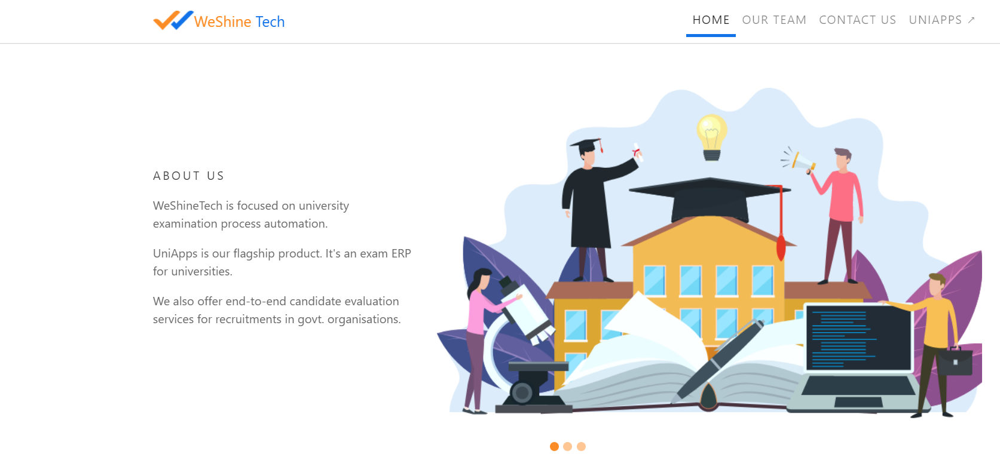 WeShine Tech
HOME OUR TEAM CONTACT US UNIAPPS ↗
ABOUT US
WeShineTech is focused on university
examination process automation.
UniApps is our flagship product. It's an exam ERP
for universities.
We also offer end-to-end candidate evaluation
services for recruitments in govt. organisations.